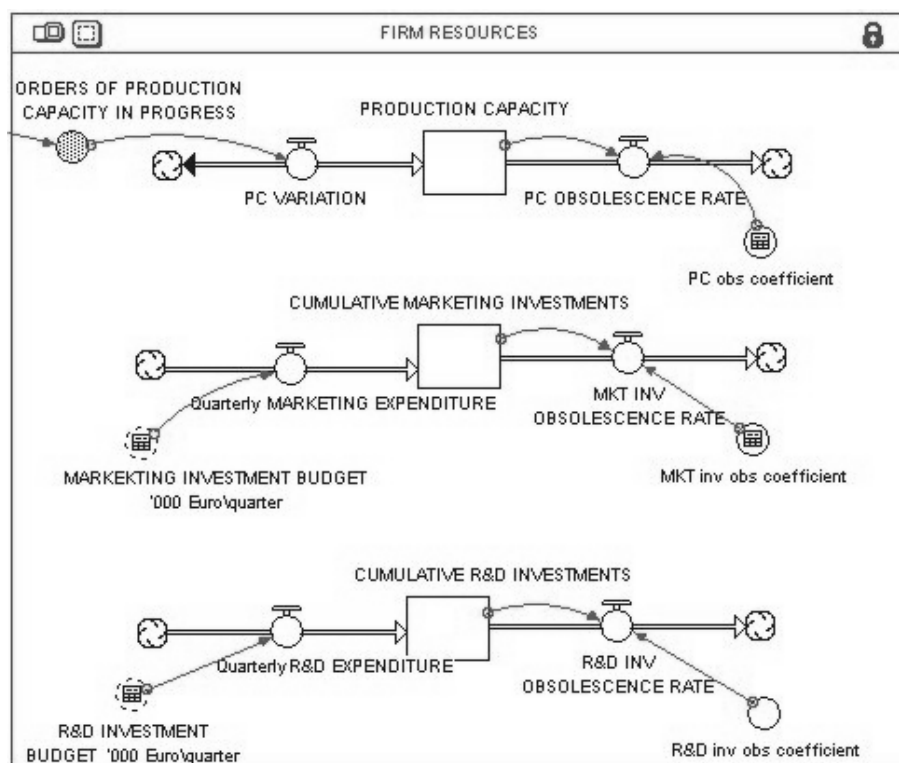 FIRM RESOURCES
ORDERS OF PRODUCTION
CAPACITY IN PROGRESS
PRODUCTION CAPACITY
PC VARIATION
PC OBSOLESCENCE RATE
PC obs coefficient
CUMULATIVE MARKETING INVESTMENTS
Quarterly MARKETING EXPENDITURE
MKT INV
OBSOLESCENCE RATE
MARKEKTING INVESTMENT BUDGET
'000 Euro\quarter
MKT inv obs coefficient
CUMULATIVE R&D INVESTMENTS
Quarterly R&D EXPENDITURE
R&D INV
OBSOLESCENCE RATE
R&D INVESTMENT
BUDGET '000 Euro\quarter
R&D inv obs coefficient